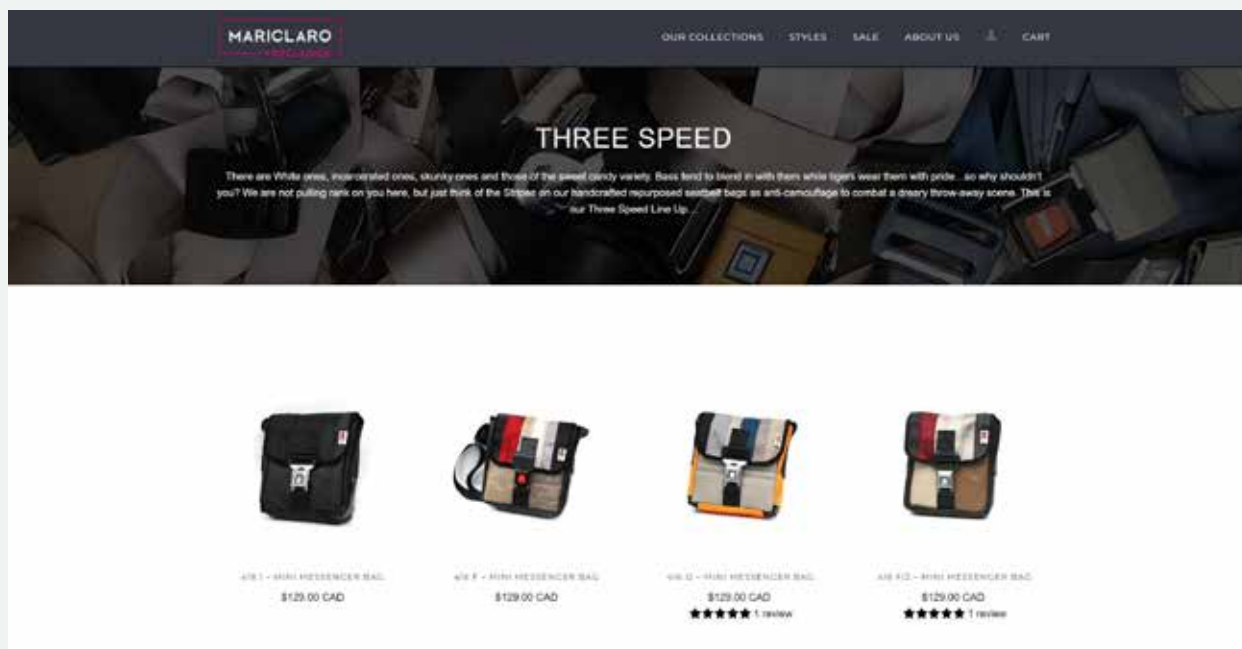 MARICLARO
OUR COLLECTIONS STYLES SALE ABOUT US CART
THREE SPEED
There are White ones, incarcerated ones, skunky ones and those of the sweet candy variety. Bass tend to blend in with them while tigers wear them with pride... so why shouldn't
you? We are not pulling rank on you here, but just think of the Stripes on our handcrafted repurposed seatbelt bags as anti-camouflage to combat a dreary throw-away scene. This is
our Three Speed Line Up...
– MINI MESSENGER BAG
– MINI MESSENGER BAG
– MINI MESSENGER BAG
– MINI MESSENGER BAG
$129.00 CAD
$129.00 CAD
$129.00 CAD
$129.00 CAD
1 review
1 review